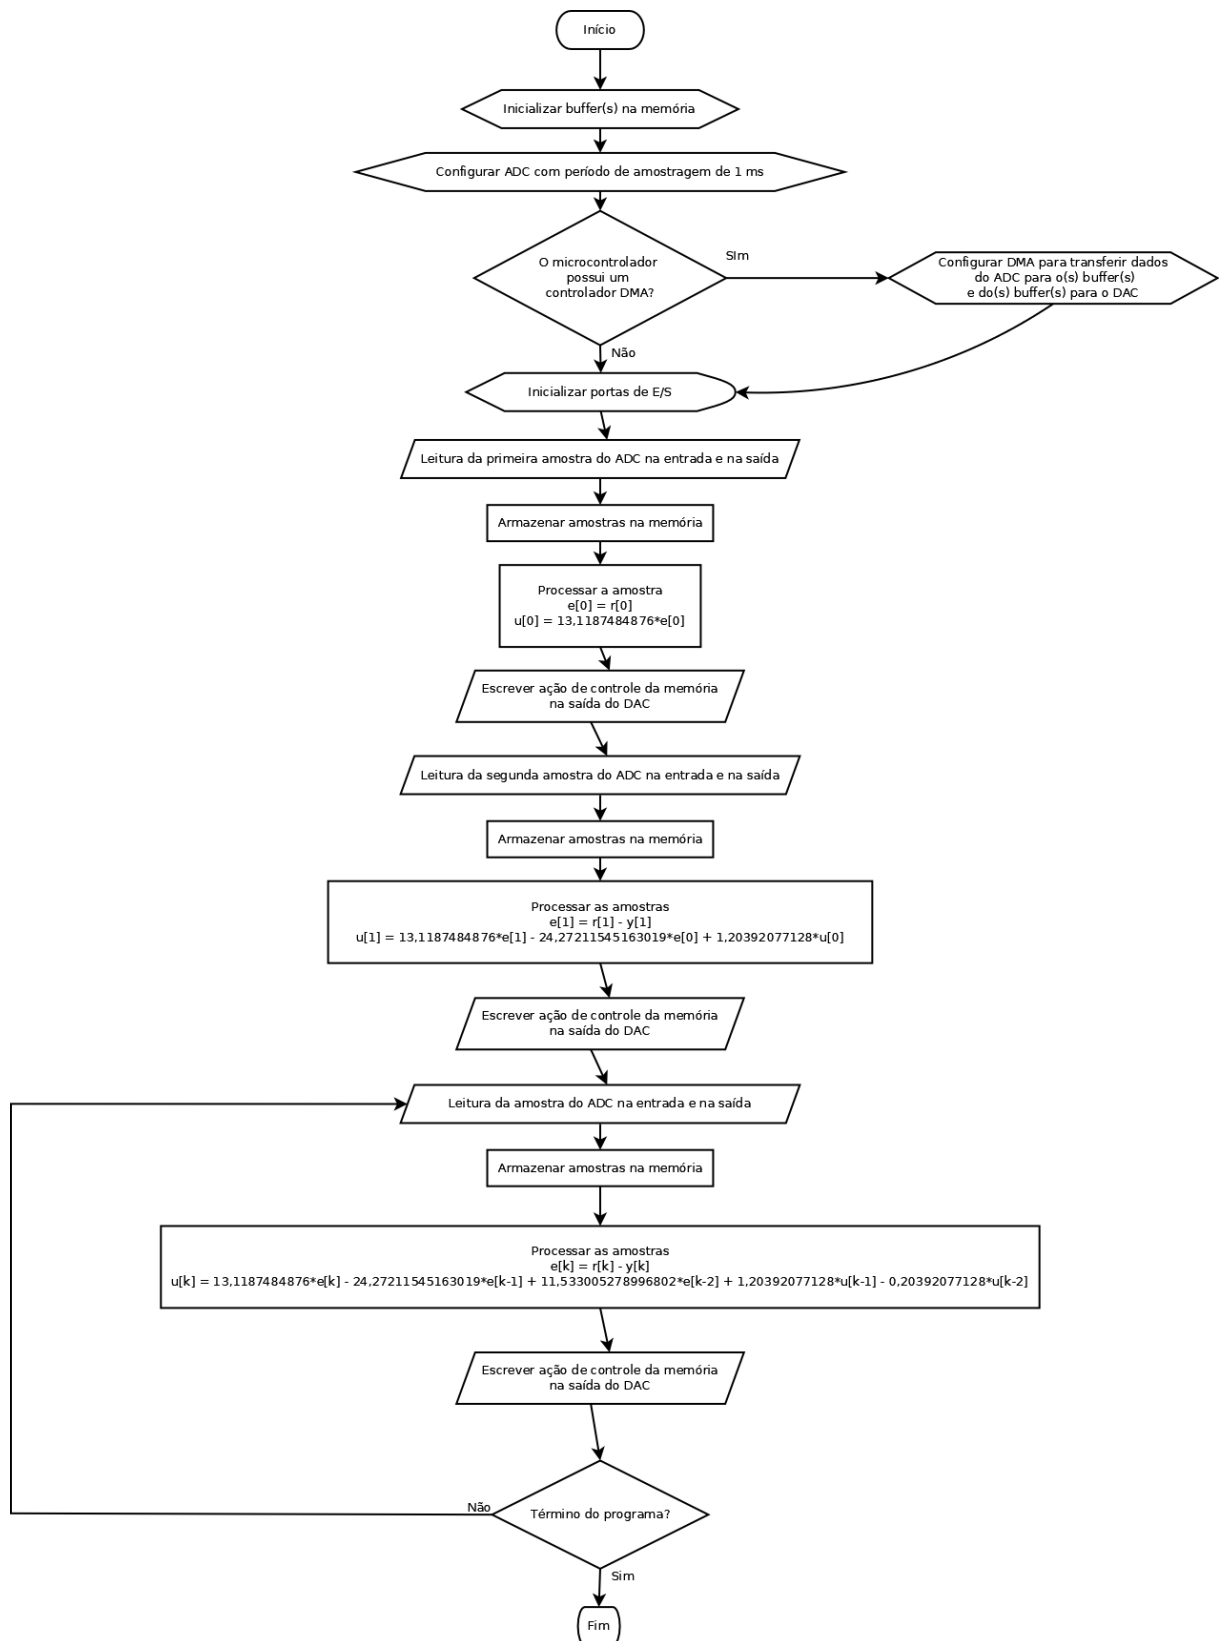 Início
Inicializar buffer(s) na memória
Configurar ADC com período de amostragem de 1 ms
O microcontrolador
possui um
controlador DMA?
SIm
Configurar DMA para transferir dados
do ADC para o(s) buffer(s)
e do(s) buffer(s) para o DAC
Não
Inicializar portas de E/S
Leitura da primeira amostra do ADC na entrada e na saída
Armazenar amostras na memória
Processar a amostra
e[0] = r[0]
u[0] = 13,1187484876*e[0]
Escrever ação de controle da memória
na saída do DAC
Leitura da segunda amostra do ADC na entrada e na saída
Armazenar amostras na memória
Processar as amostras
e[1] = r[1] - y[1]
u[1] = 13,1187484876*e[1] - 24,27211545163019*e[0] + 1,20392077128*u[0]
Escrever ação de controle da memória
na saída do DAC
Leitura da amostra do ADC na entrada e na saída
Armazenar amostras na memória
Processar as amostras
e[k] = r[k] - y[k]
u[k] = 13,1187484876*e[k] - 24,27211545163019*e[k-1] + 11,533005278996802*e[k-2] + 1,20392077128*u[k-1] - 0,20392077128*u[k-2]
Escrever ação de controle da memória
na saída do DAC
Não
Término do programa?
Sim
Fim